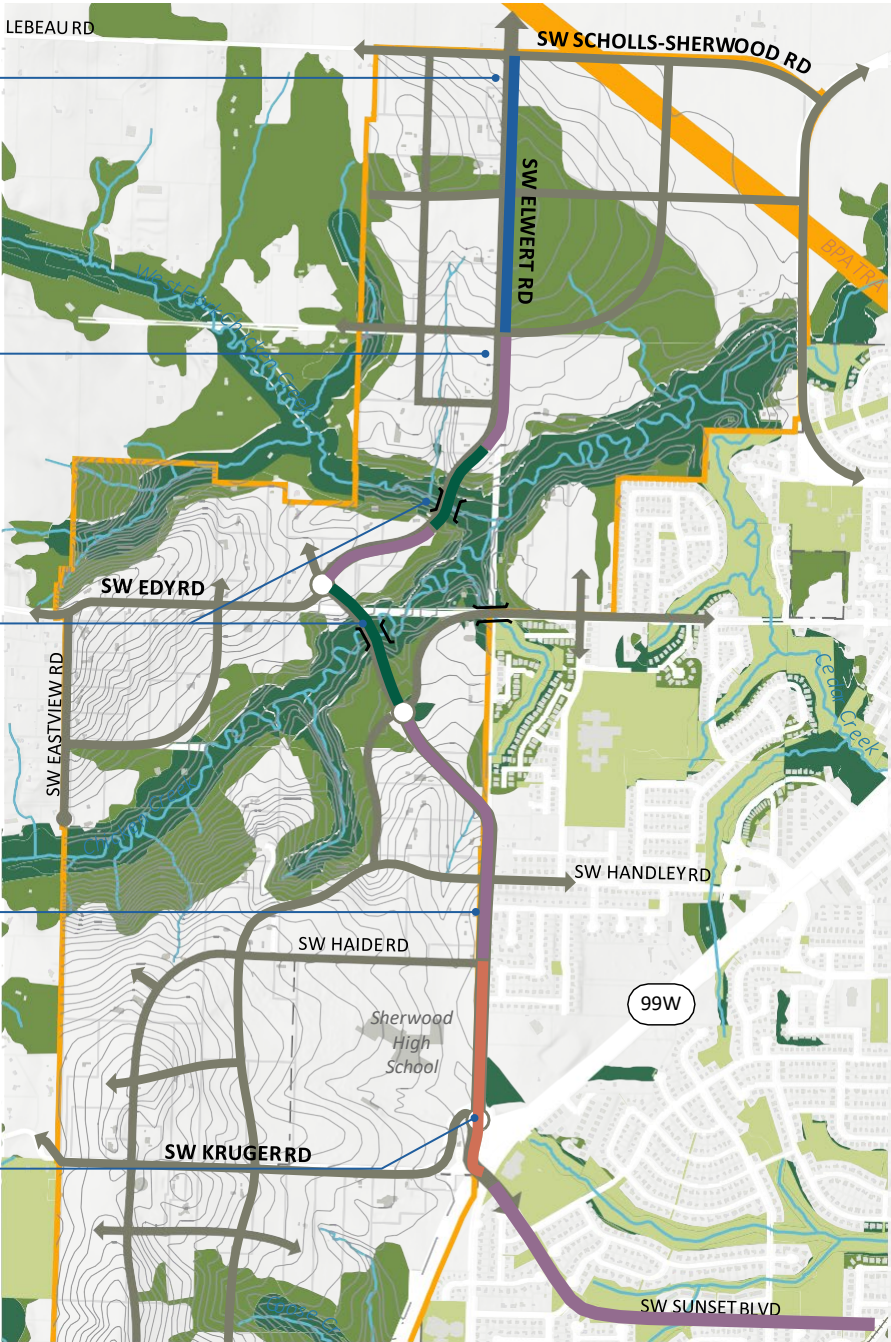 LEBEAU RD
SW SCHOLLS-SHERWOOD RD
SW ELWERT RD
BPA TRA
SW EDY RD
SW EASTVIEW RD
Cedar Creek
SW HANDLEY RD
SW HAIDE RD
99W
Sherwood
High
School
SW KRUGER RD
SW SUNSET BLVD